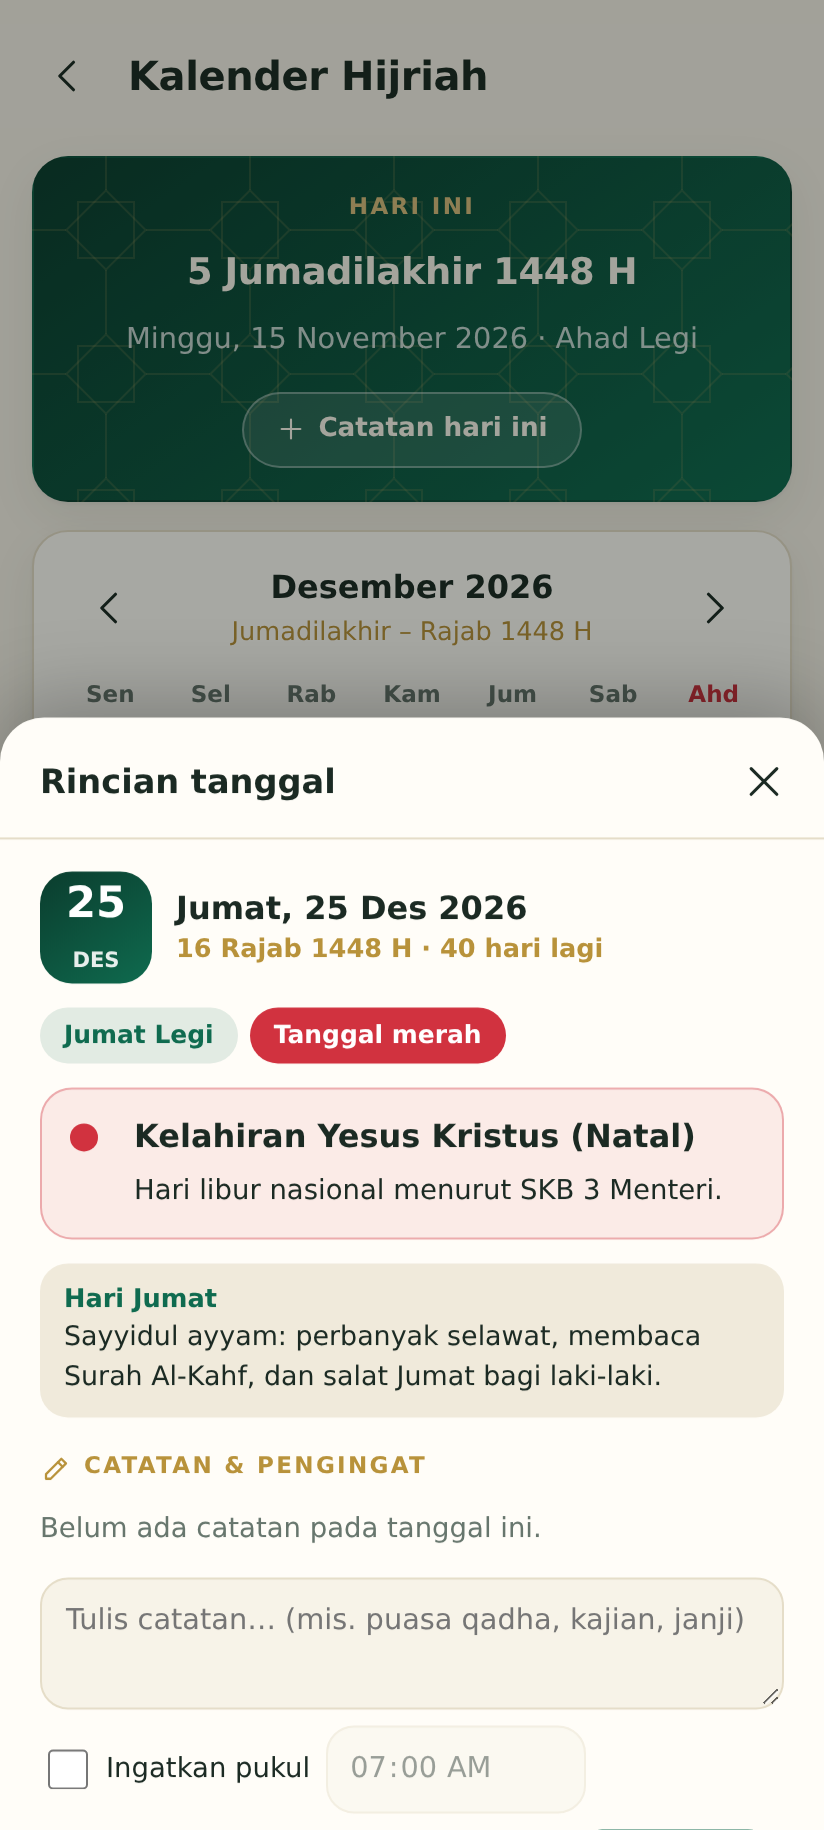 Kalender Hijriah
HARI INI
5 Jumadilakhir 1448 H
Minggu, 15 November 2026 · Ahad Legi
+ Catatan hari ini
Desember 2026
Jumadilakhir – Rajab 1448 H
Sen Sel Rab Kam Jum Sab Ahd
Rincian tanggal
25
DES
Jumat, 25 Des 2026
16 Rajab 1448 H · 40 hari lagi
Jumat Legi
Tanggal merah
Kelahiran Yesus Kristus (Natal)
Hari libur nasional menurut SKB 3 Menteri.
Hari Jumat
Sayyidul ayyam: perbanyak selawat, membaca
Surah Al-Kahf, dan salat Jumat bagi laki-laki.
CATATAN & PENGINGAT
Belum ada catatan pada tanggal ini.
Tulis catatan… (mis. puasa qadha, kajian, janji)
Ingatkan pukul
07:00 AM